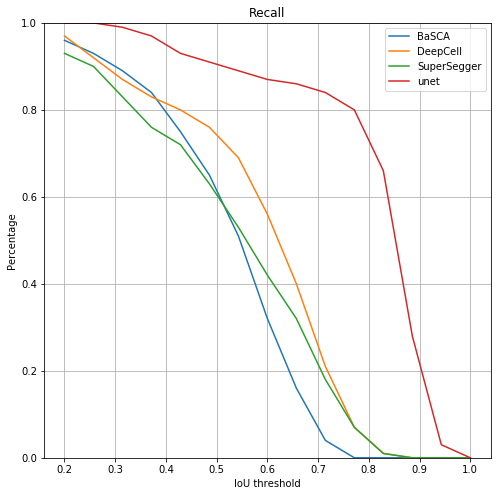 Recall
BaSCA
DeepCell
SuperSegger
unet
Percentage
1.0
0.8
0.6
0.4
0.2
0.0
0.2 0.3 0.4 0.5 0.6 0.7 0.8 0.9 1.0
IoU threshold